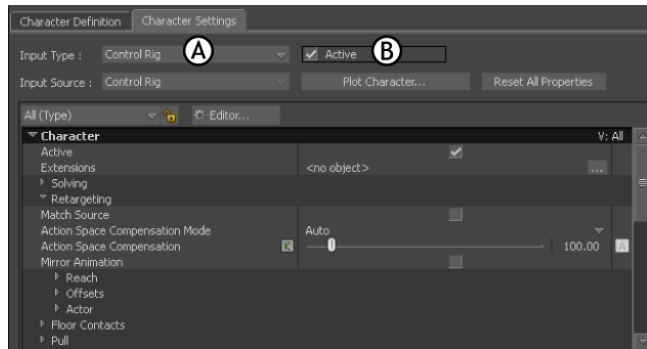 Character Definition Character Settings
Input Type : Control Rig A Active B
Input Source : Control Rig Plot Character... Reset All Properties
All (Type) Editor...
Character V: All
Active
Extensions <no object> ...
Solving
Retargeting
Match Source
Action Space Compensation Mode Auto
Action Space Compensation K 100.00 A
Mirror Animation
Reach
Offsets
Actor
Floor Contacts
Pull